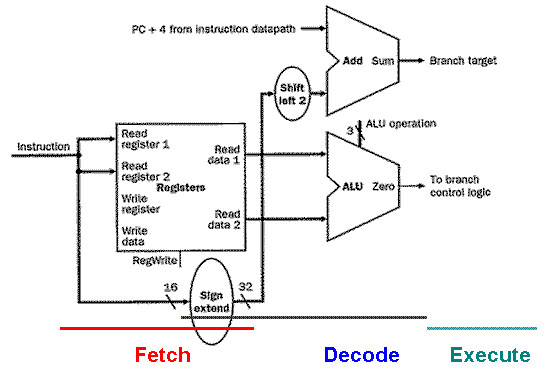 PC + 4 from instruction datapath
Add Sum
Branch target
Shift
left 2
3
ALU operation
Instruction
Read
register 1
Read
data 1
Read
register 2
Registers
ALU Zero
To branch
control logic
Write
register
Read
data 2
Write
data
RegWrite
16
Sign
extend
32
Fetch
Decode
Execute